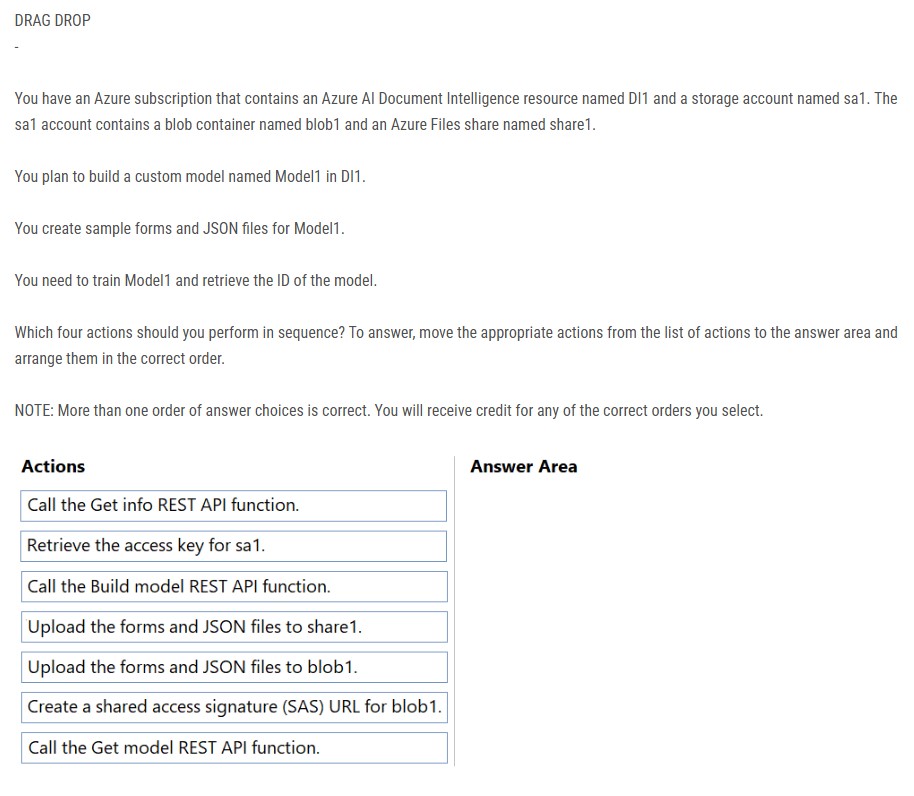 DRAG DROP
-
You have an Azure subscription that contains an Azure AI Document Intelligence resource named DI1 and a storage account named sa1. The
sa1 account contains a blob container named blob1 and an Azure Files share named share1.
You plan to build a custom model named Model1 in DI1.
You create sample forms and JSON files for Model1.
You need to train Model1 and retrieve the ID of the model.
Which four actions should you perform in sequence? To answer, move the appropriate actions from the list of actions to the answer area and
arrange them in the correct order.
NOTE: More than one order of answer choices is correct. You will receive credit for any of the correct orders you select.
Actions
Call the Get info REST API function.
Retrieve the access key for sa1.
Call the Build model REST API function.
Upload the forms and JSON files to share1.
Upload the forms and JSON files to blob1.
Create a shared access signature (SAS) URL for blob1.
Call the Get model REST API function.
Answer Area